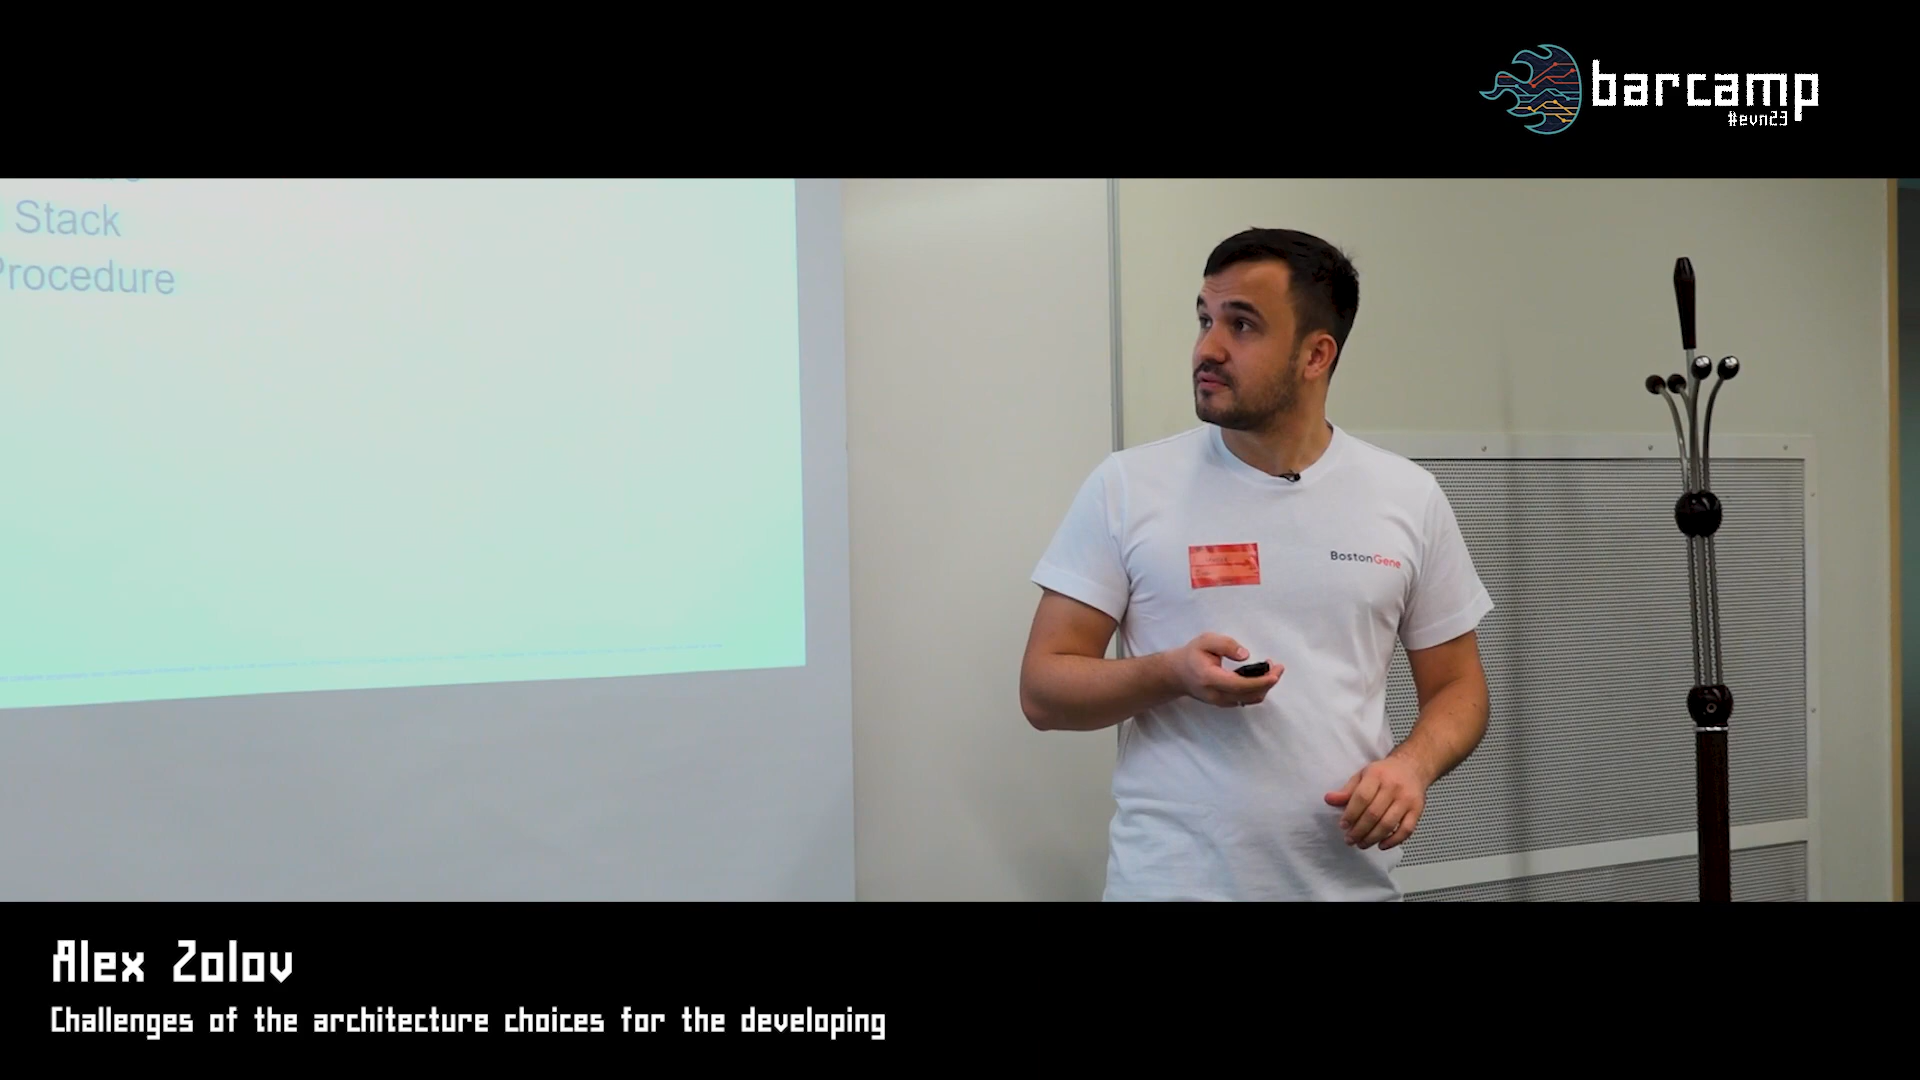 barcamp
#evn23
Stack
Procedure
BostonGene
Alex Zolov
Challenges of the architecture choices for the developing